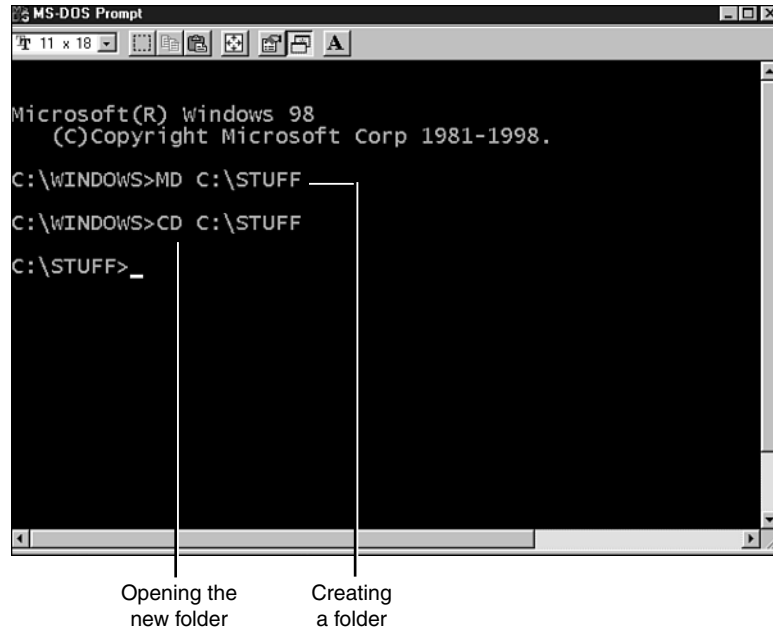 MS-DOS Prompt
11 x 18
A
Microsoft(R) Windows 98
(C)Copyright Microsoft Corp 1981-1998.
C:\WINDOWS>MD C:\STUFF
C:\WINDOWS>CD C:\STUFF
C:\STUFF>_
Opening the
new folder
Creating
a folder